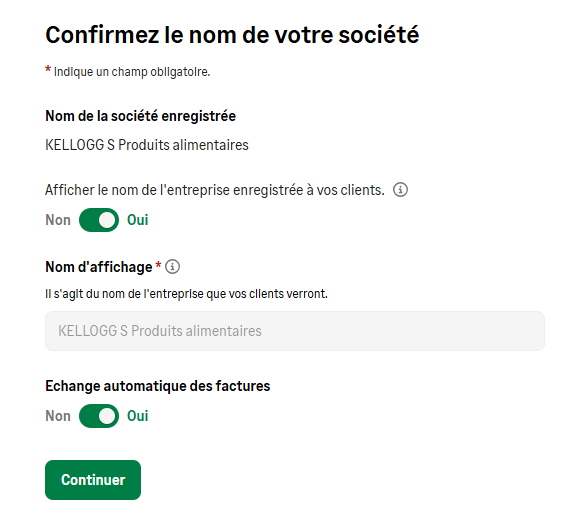 Confirmez le nom de votre société
* Indique un champ obligatoire.
Nom de la société enregistrée
KELLOGG S Produits alimentaires
Afficher le nom de l'entreprise enregistrée à vos clients.
Non Oui
Nom d'affichage *
Il s'agit du nom de l'entreprise que vos clients verront.
KELLOGG S Produits alimentaires
Echange automatique des factures
Non Oui
Continuer